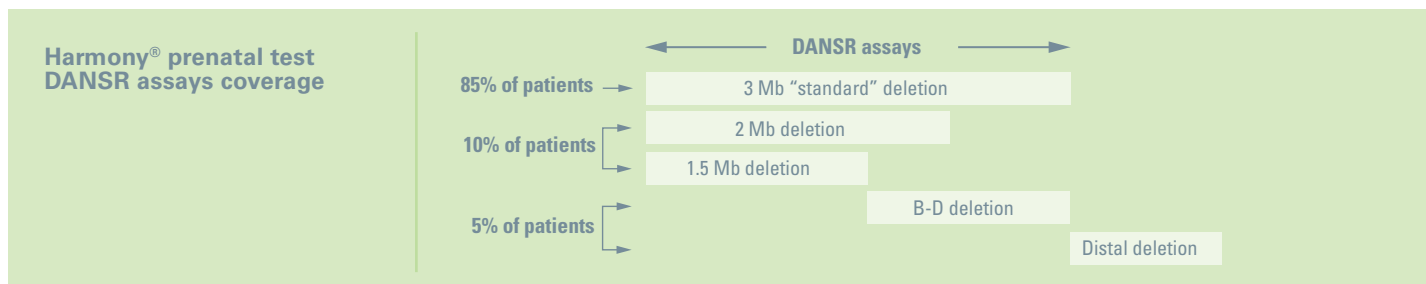 Harmony® prenatal test
DANSR assays coverage
DANSR assays
85% of patients
3 Mb “standard” deletion
10% of patients
2 Mb deletion
1.5 Mb deletion
5% of patients
B-D deletion
Distal deletion